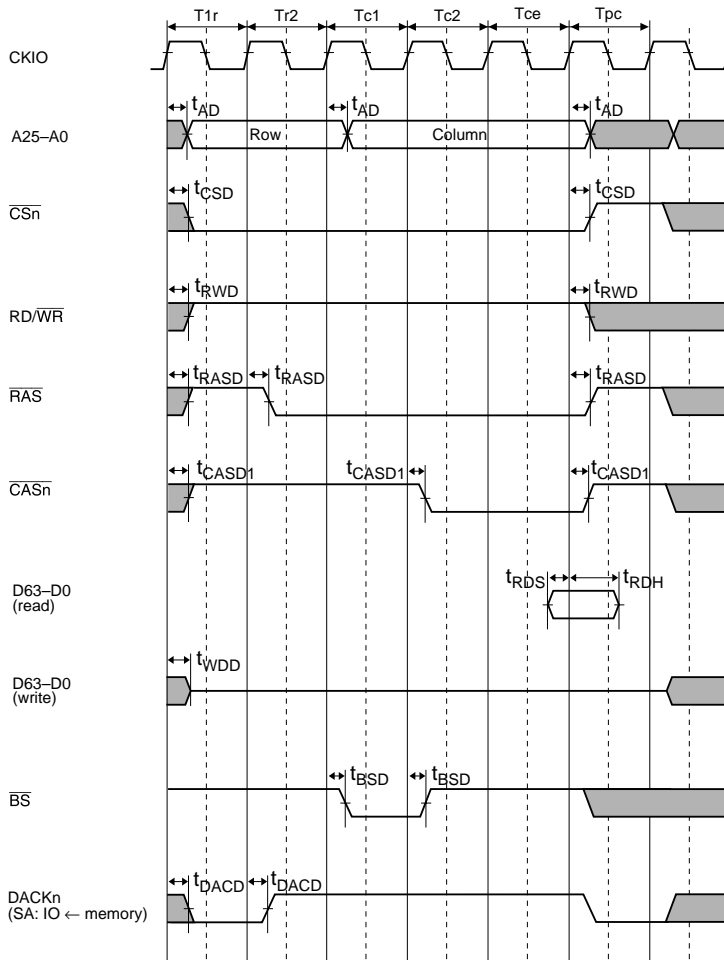 T1r Tr2 Tc1 Tc2 Tce Tpc
CKIO
tAD tAD tAD
A25–A0 Row Column
tCSD tCSD
CSn
tRWD tRWD
RD/WR
tRASD tRASD tRASD
RAS
tCASD1 tCASD1 tCASD1
CASn
D63–D0
(read)
tRDS tRDH
tWDD
D63–D0
(write)
tBSD tBSD
BS
tDACD tDACD
DACKn
(SA: IO ← memory)